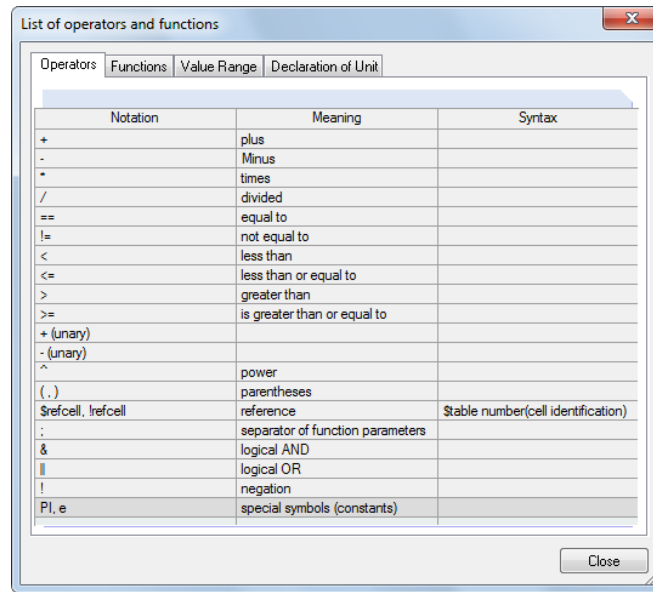 List of operators and functions
x
Operators Functions Value Range Declaration of Unit
Notation Meaning Syntax
+ plus
- Minus
* times
/ divided
== equal to
!= not equal to
< less than
<= less than or equal to
> greater than
>= is greater than or equal to
+ (unary)
- (unary)
^ power
( , ) parentheses
$refcell, !refcell reference $table number(cell identification)
; separator of function parameters
& logical AND
|| logical OR
! negation
PI, e special symbols (constants)
Close